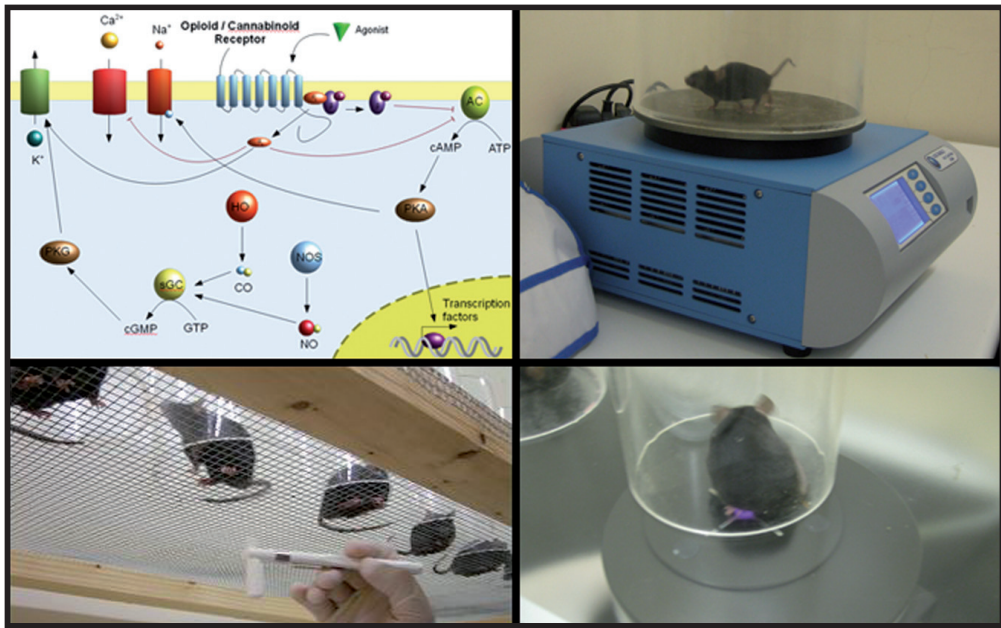 Ca2+
Na+
Opioid / Cannabinoid
Receptor
Agonist
K+
AC
cAMP
ATP
HO
PKA
PKG
NOS
sGC
CO
cGMP
GTP
NO
Transcription
factors